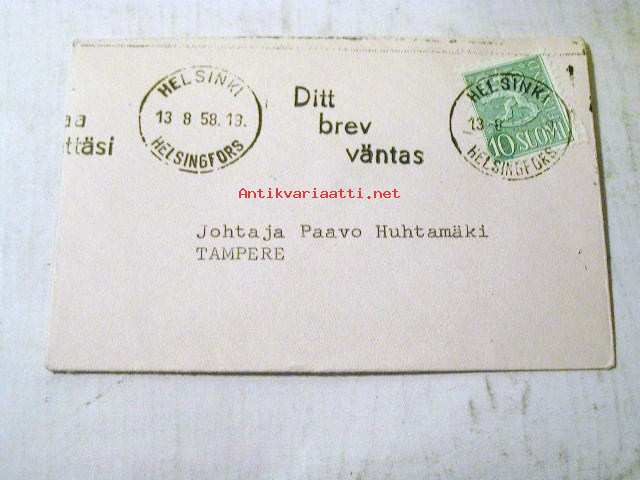 HELSINKI
13 8 58.19.
HELSINGFORS
aa
ttäsi
Ditt
brev
väntas
HELSINKI
13 8
HELSINGFORS
10 SUOMI
Antikvariaatti.net
Johtaja Paavo Huhtamäki
TAMPERE